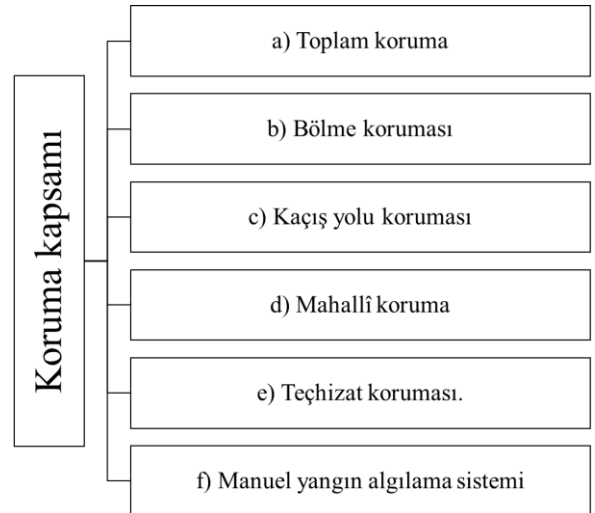 Koruma kapsamı
a) Toplam koruma
b) Bölme koruması
c) Kaçış yolu koruması
d) Mahallî koruma
e) Teçhizat koruması.
f) Manuel yangın algılama sistemi